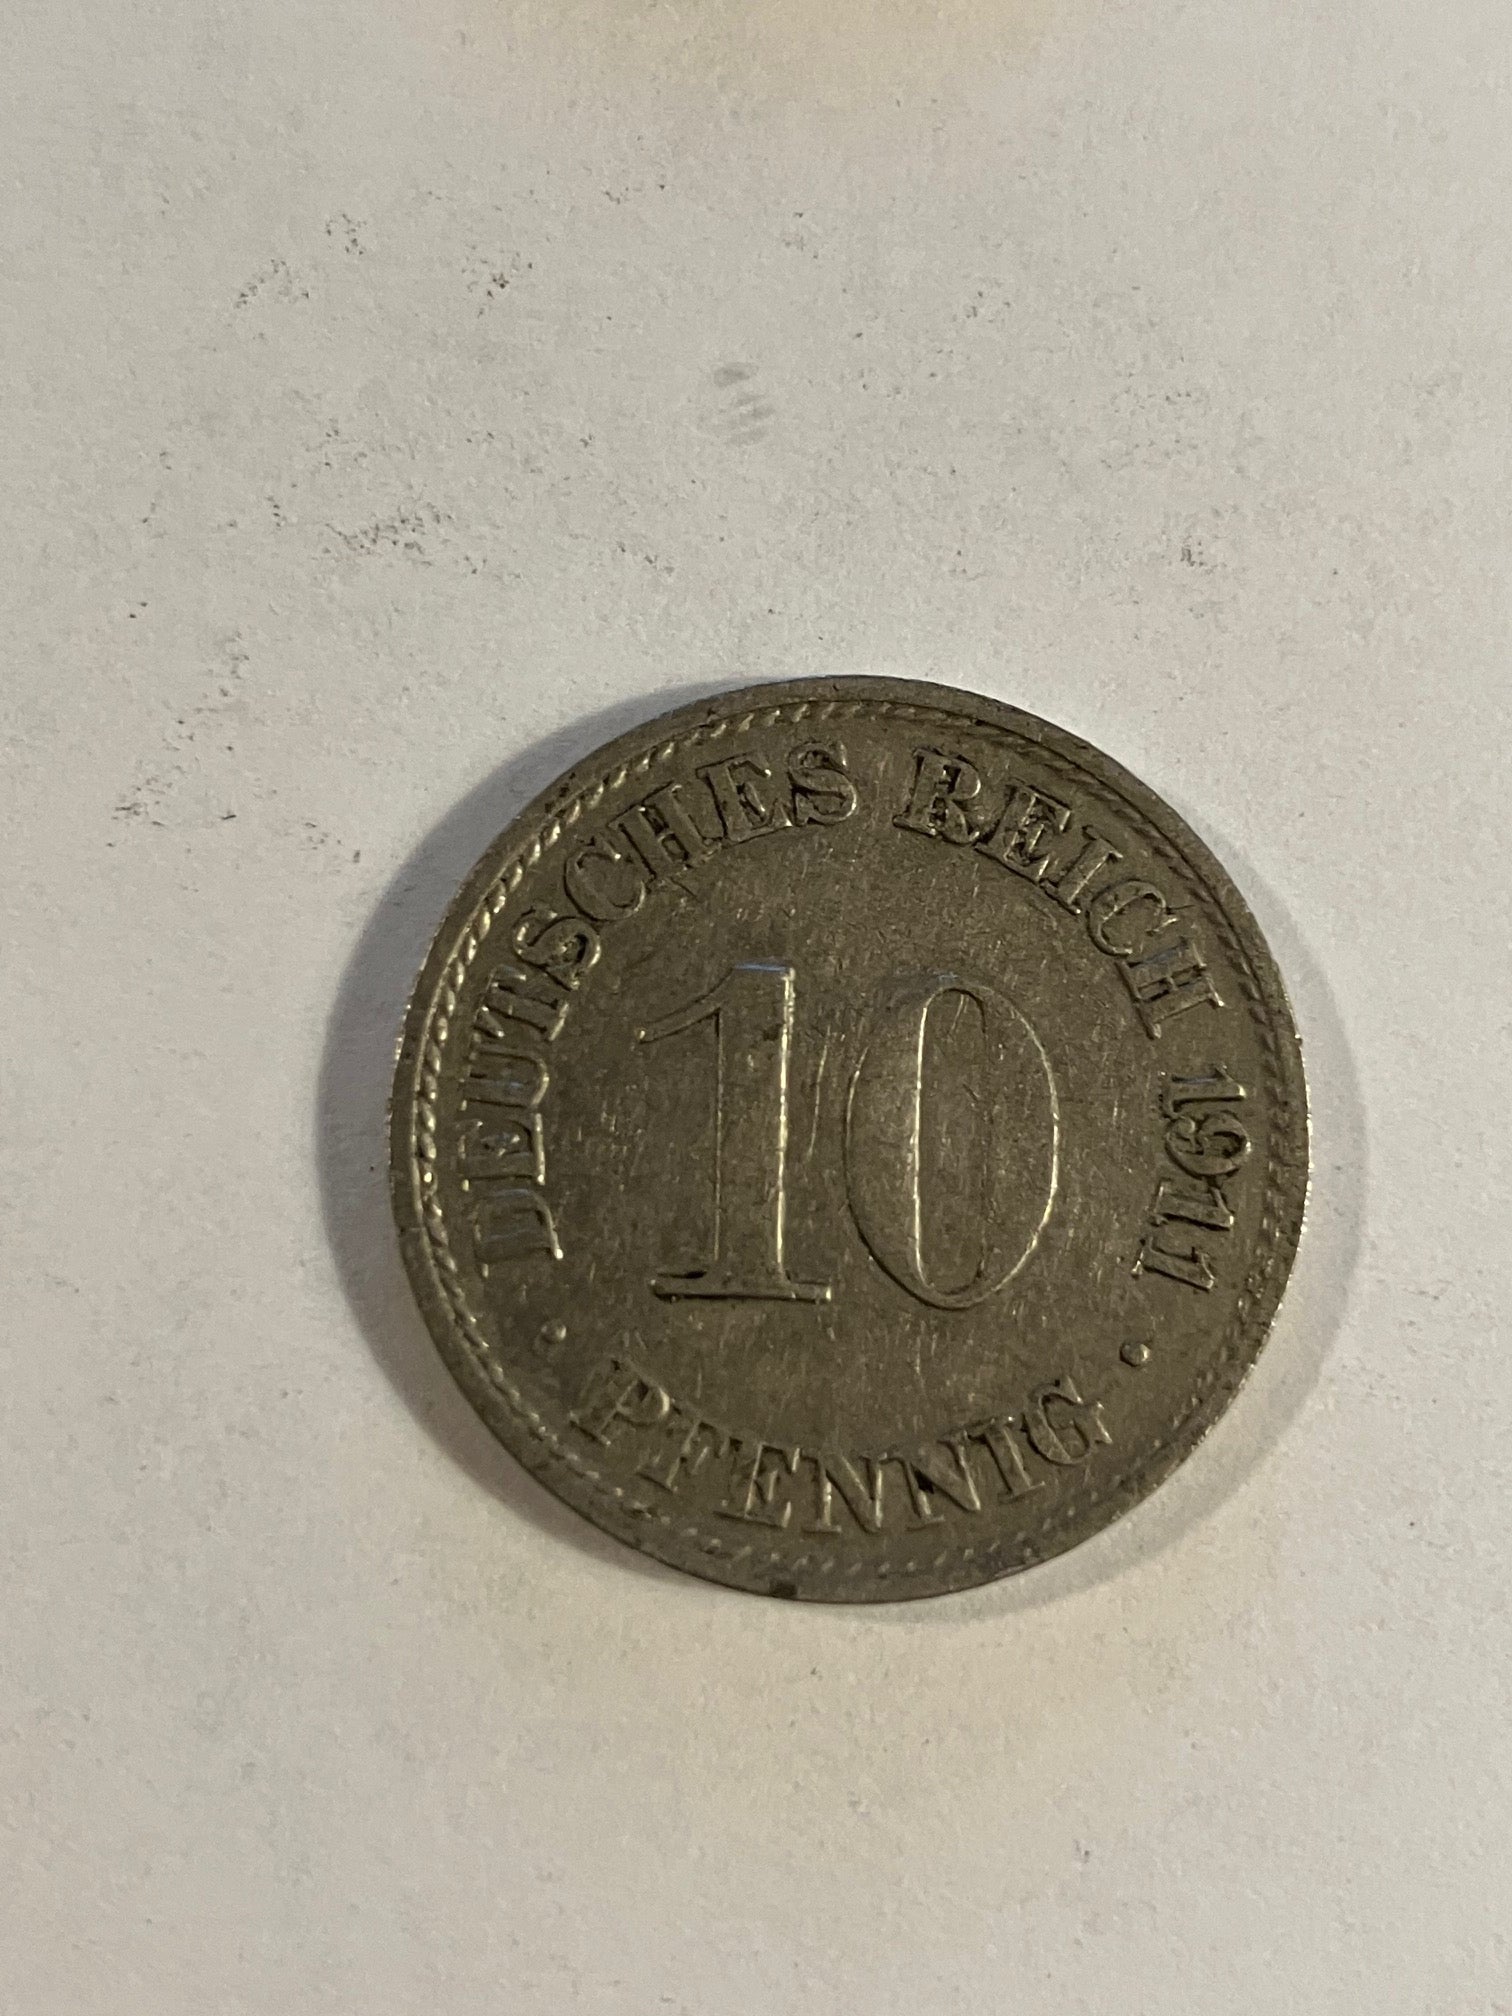 DEUTSCHES REICH 1911
10
• PFENNIG •